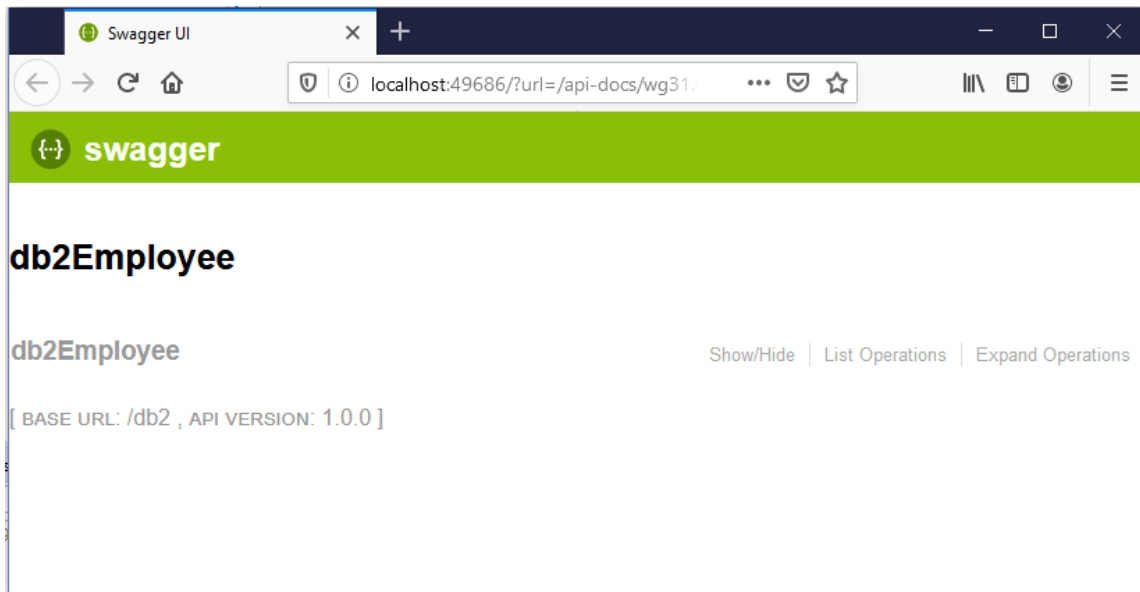 Swagger UI
localhost:49686/?url=/api-docs/wg31.
swagger
db2Employee
db2Employee
Show/Hide List Operations Expand Operations
[ BASE URL: /db2 , API VERSION: 1.0.0 ]